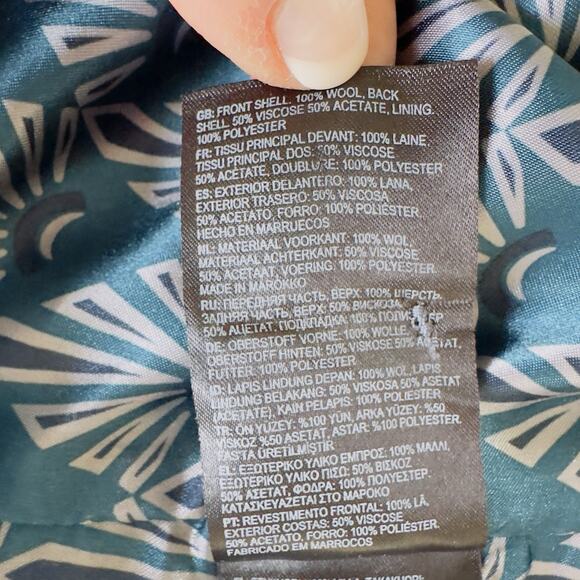 GB: FRONT SHELL: 100% WOOL, BACK
SHELL: 50% VISCOSE 50% ACETATE, LINING:
100% POLYESTER
FR: TISSU PRINCIPAL DEVANT: 100% LAINE,
TISSU PRINCIPAL DOS: 50% VISCOSE
50% ACÉTATE, DOUBLURE: 100% POLYESTER
ES: EXTERIOR DELANTERO: 100% LANA,
EXTERIOR TRASERO: 50% VISCOSA
50% ACETATO, FORRO: 100% POLIÉSTER
HECHO EN MARRUECOS
NL: MATERIAAL VOORKANT: 100% WOL,
MATERIAAL ACHTERKANT: 50% VISCOSE
50% ACETAAT, VOERING: 100% POLYESTER
MADE IN MAROKKO
RU: ПЕРЕДНЯЯ ЧАСТЬ, ВЕРХ: 100% ШЕРСТЬ,
ЗАДНЯЯ ЧАСТЬ, ВЕРХ: 50% ВИСКОЗА
50% АЦЕТАТ, ПОДКЛАДКА: 100%
DE: OBERSTOFF VORNE: 100% WOLLE,
OBERSTOFF HINTEN: 50% VISKOSE 50% ACETAT,
FUTTER: 100% POLYESTER
ID: LAPIS LINDUNG DEPAN: 100% WOL, LAPIS
LINDUNG BELAKANG: 50% VISKOSA 50% ASETAT
(ACETATE), KAIN PELAPIS: 100% POLIESTER
TR: ÖN YÜZEY: %100 YÜN, ARKA YÜZEY: %50
VISKOZ %50 ASETAT, ASTAR: %100 POLYESTER,
FASTA ÜRETİLMİŞTİR
EL: ΕΞΩΤΕΡΙΚΟ ΥΛΙΚΟ ΕΜΠΡΟΣ: 100% ΜΑΛΛΙ,
ΕΞΩΤΕΡΙΚΟ ΥΛΙΚΟ ΠΙΣΩ: 50% ΒΙΣΚΟΖ
50% ΑΣΕΤΑΤ, ΦΟΔΡΑ: 100% ΠΟΛΥΕΣΤΕΡ
ΚΑΤΑΣΚΕΥΑΖΕΤΑΙ ΣΤΟ ΜΑΡΟΚΟ
PT: REVESTIMENTO FRONTAL: 100% LÃ,
EXTERIOR COSTAS: 50% VISCOSE
50% ACETATO, FORRO: 100% POLIÉSTER
FABRICADO EM MARROCOS